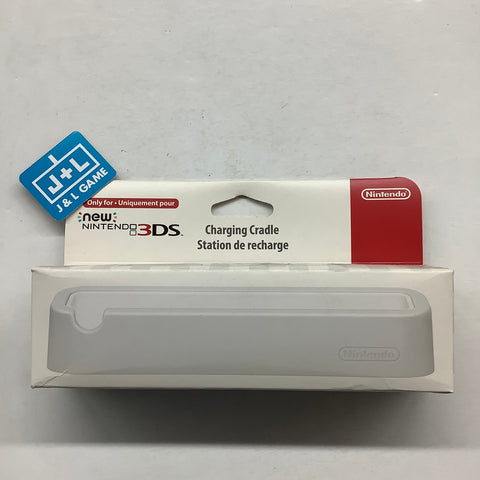 J+L
J & L GAME
Only for • Uniquement pour
new
NINTENDO 3DS
Charging Cradle
Station de recharge
Nintendo
Nintendo